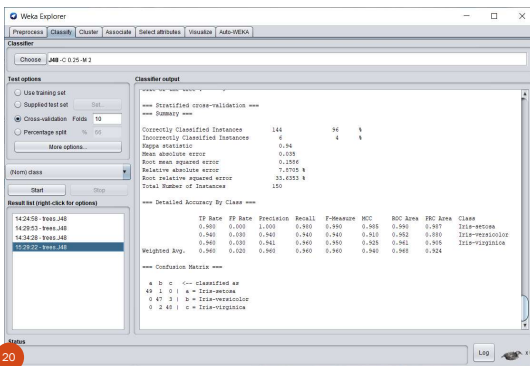 Weka Explorer
Preprocess Classify Cluster Associate Select attributes Visualize Auto-WEKA
Classifier
Choose J48 -C 0.25 -M 2
Test options
Use training set
Supplied test set Set...
Cross-validation Folds 10
Percentage split % 66
More options...
(Nom) class
Start Stop
Result list (right-click for options)
14:24:58 - trees.J48
14:28:53 - trees.J48
14:34:28 - trees.J48
15:29:22 - trees.J48
Classifier output
=== Stratified cross-validation ===
=== Summary ===
Correctly Classified Instances 144 96 %
Incorrectly Classified Instances 6 4 %
Kappa statistic 0.94
Mean absolute error 0.035
Root mean squared error 0.1586
Relative absolute error 7.8705 %
Root relative squared error 33.6353 %
Total Number of Instances 150
=== Detailed Accuracy By Class ===
TP Rate FP Rate Precision Recall F-Measure MCC ROC Area PRC Area Class
0.980 0.000 1.000 0.980 0.990 0.985 0.990 0.987 Iris-setosa
0.940 0.030 0.940 0.940 0.940 0.910 0.952 0.880 Iris-versicolor
0.960 0.030 0.941 0.960 0.950 0.925 0.961 0.905 Iris-virginica
Weighted Avg. 0.960 0.020 0.960 0.960 0.960 0.940 0.968 0.924
=== Confusion Matrix ===
a b c <-- classified as
49 1 0 | a = Iris-setosa
0 47 3 | b = Iris-versicolor
0 2 48 | c = Iris-virginica
Status
Log x
20